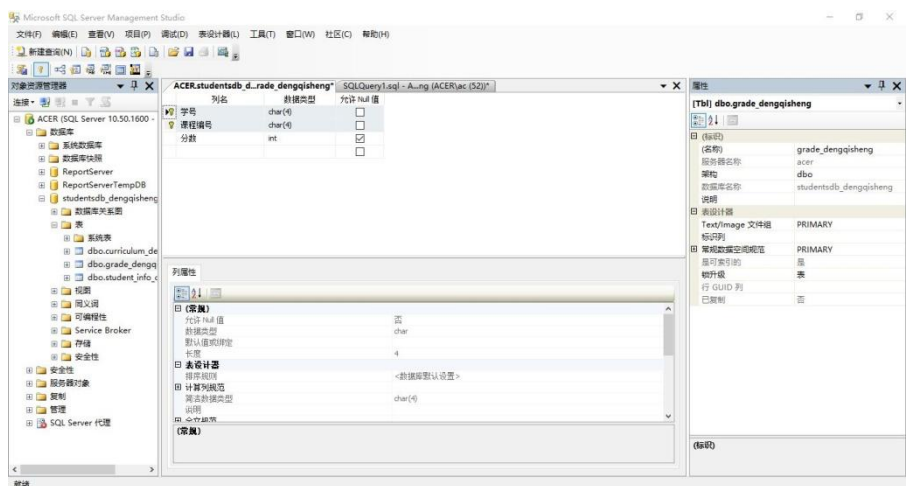 Microsoft SQL Server Management Studio
文件(F) 编辑(E) 查看(V) 项目(P) 调试(D) 表设计器(L) 工具(T) 窗口(W) 社区(C) 帮助(H)
新建查询(N)
对象资源管理器
连接
ACER (SQL Server 10.50.1600 -
数据库
系统数据库
数据库快照
ReportServer
ReportServerTempDB
studentsdb_dengqisheng
数据库关系图
表
系统表
dbo.curriculum_de
dbo.grade_dengq
dbo.student_info_c
视图
同义词
可编程性
Service Broker
存储
安全性
安全性
服务器对象
复制
管理
SQL Server 代理
就绪
ACER.studentsdb_d...rade_dengqisheng* SQLQuery1.sql - A...ng (ACER\ac (52))*
列名 数据类型 允许 Null 值
学号 char(4)
课程编号 char(4)
分数 int
列属性
(常规)
允许 Null 值 否
数据类型 char
默认值或绑定
长度 4
表设计器
排序规则 <数据库默认设置>
计算列规范
简洁数据类型 char(4)
说明
全文规范
(常规)
属性
[Tbl] dbo.grade_dengqisheng
(标识)
(名称) grade_dengqisheng
服务器名称 acer
架构 dbo
数据库名称 studentsdb_dengqisheng
说明
表设计器
Text/Image 文件组 PRIMARY
标识列
常规数据空间规范 PRIMARY
是可索引的 是
锁升级 表
行 GUID 列
已复制 否
(标识)